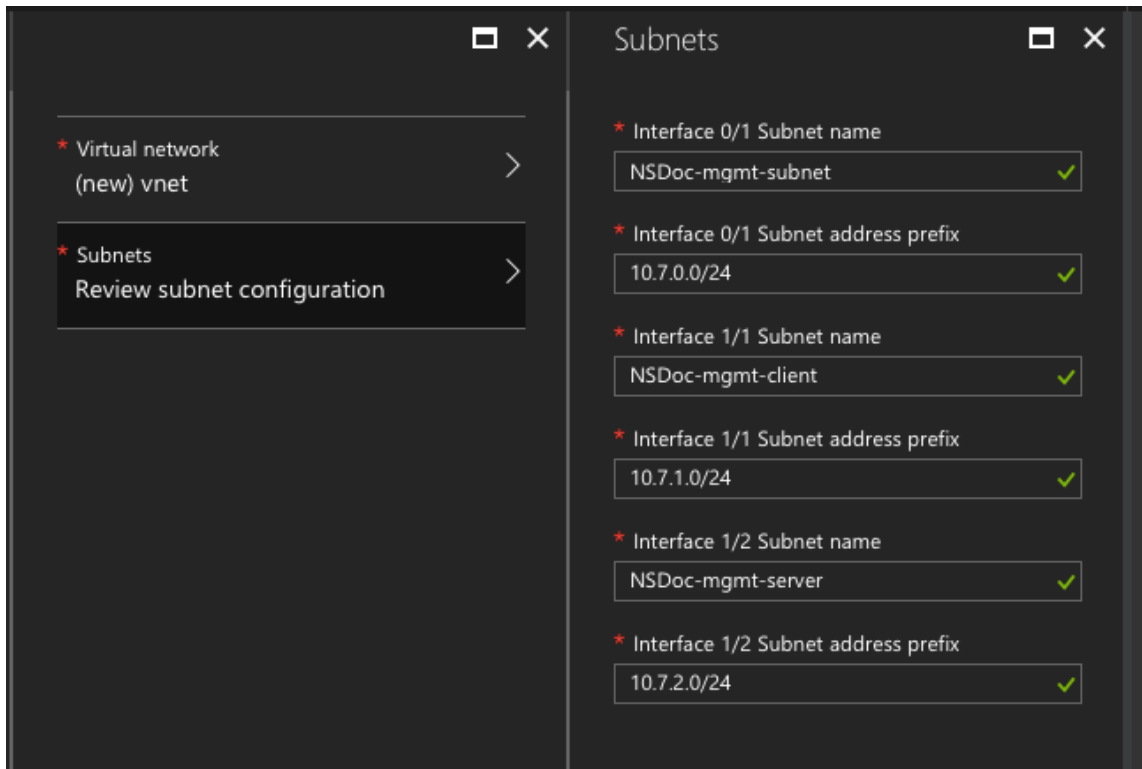 * Virtual network
(new) vnet
* Subnets
Review subnet configuration
Subnets
* Interface 0/1 Subnet name
NSDoc-mgmt-subnet
* Interface 0/1 Subnet address prefix
10.7.0.0/24
* Interface 1/1 Subnet name
NSDoc-mgmt-client
* Interface 1/1 Subnet address prefix
10.7.1.0/24
* Interface 1/2 Subnet name
NSDoc-mgmt-server
* Interface 1/2 Subnet address prefix
10.7.2.0/24